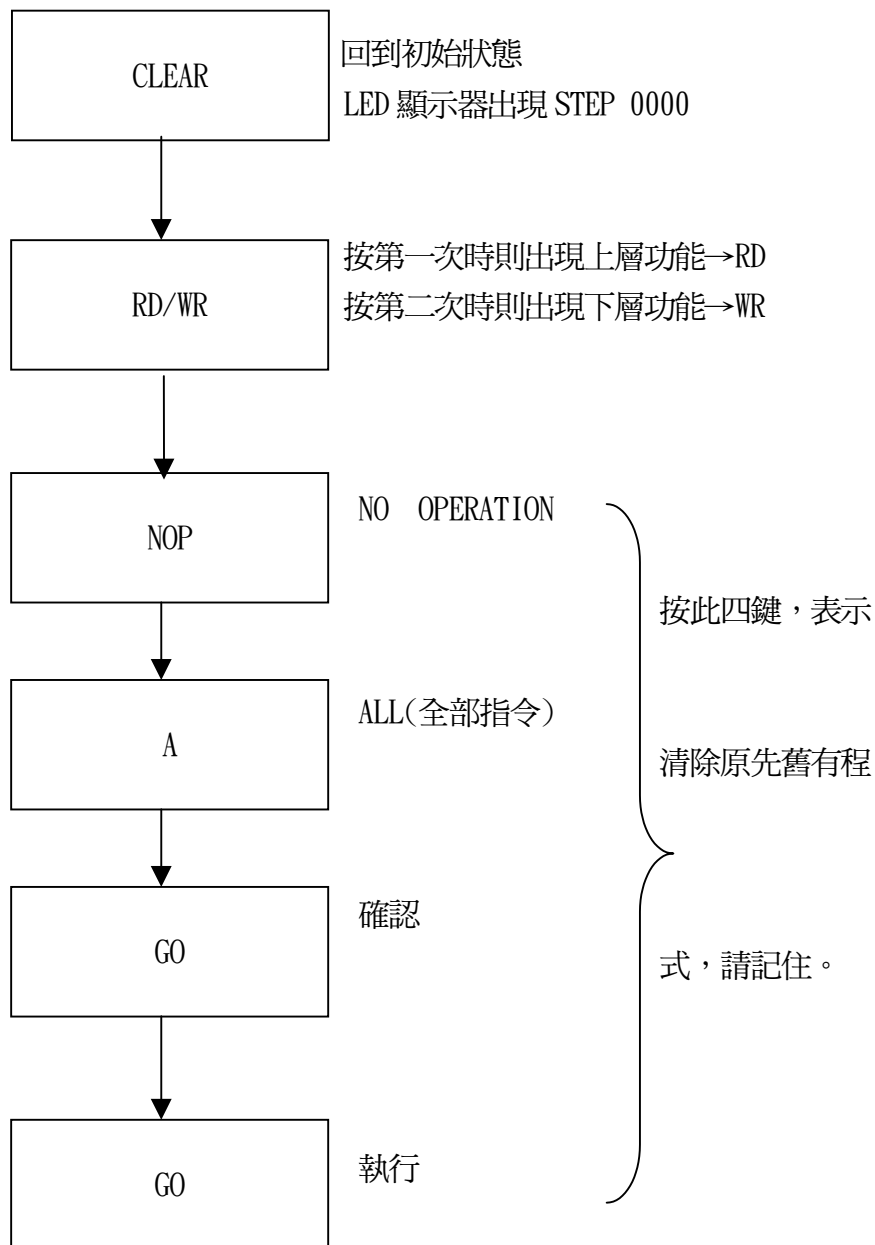 CLEAR
回到初始狀態
LED 顯示器出現 STEP 0000
RD/WR
按第一次時則出現上層功能→RD
按第二次時則出現下層功能→WR
NOP
NO OPERATION
A
ALL(全部指令)
GO
確認
GO
執行
按此四鍵，表示
清除原先舊有程
式，請記住。